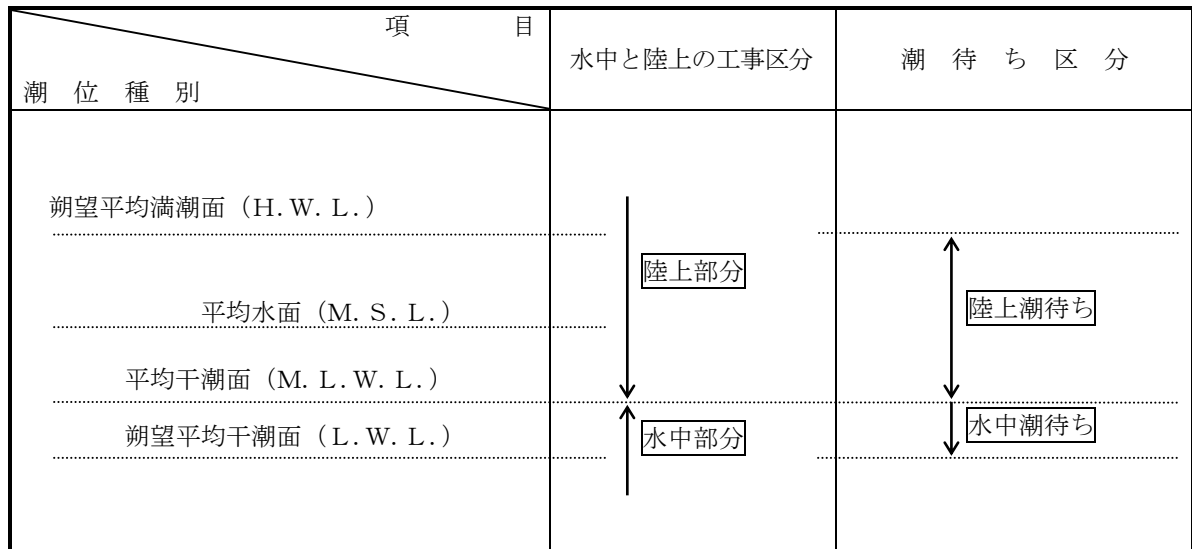 項　　　　目
潮　位　種　別
水中と陸上の工事区分
潮　待　ち　区　分
朔望平均満潮面（H.W.L.）
平均水面（M.S.L.）
平均干潮面（M.L.W.L.）
朔望平均干潮面（L.W.L.）
陸上部分
水中部分
陸上潮待ち
水中潮待ち